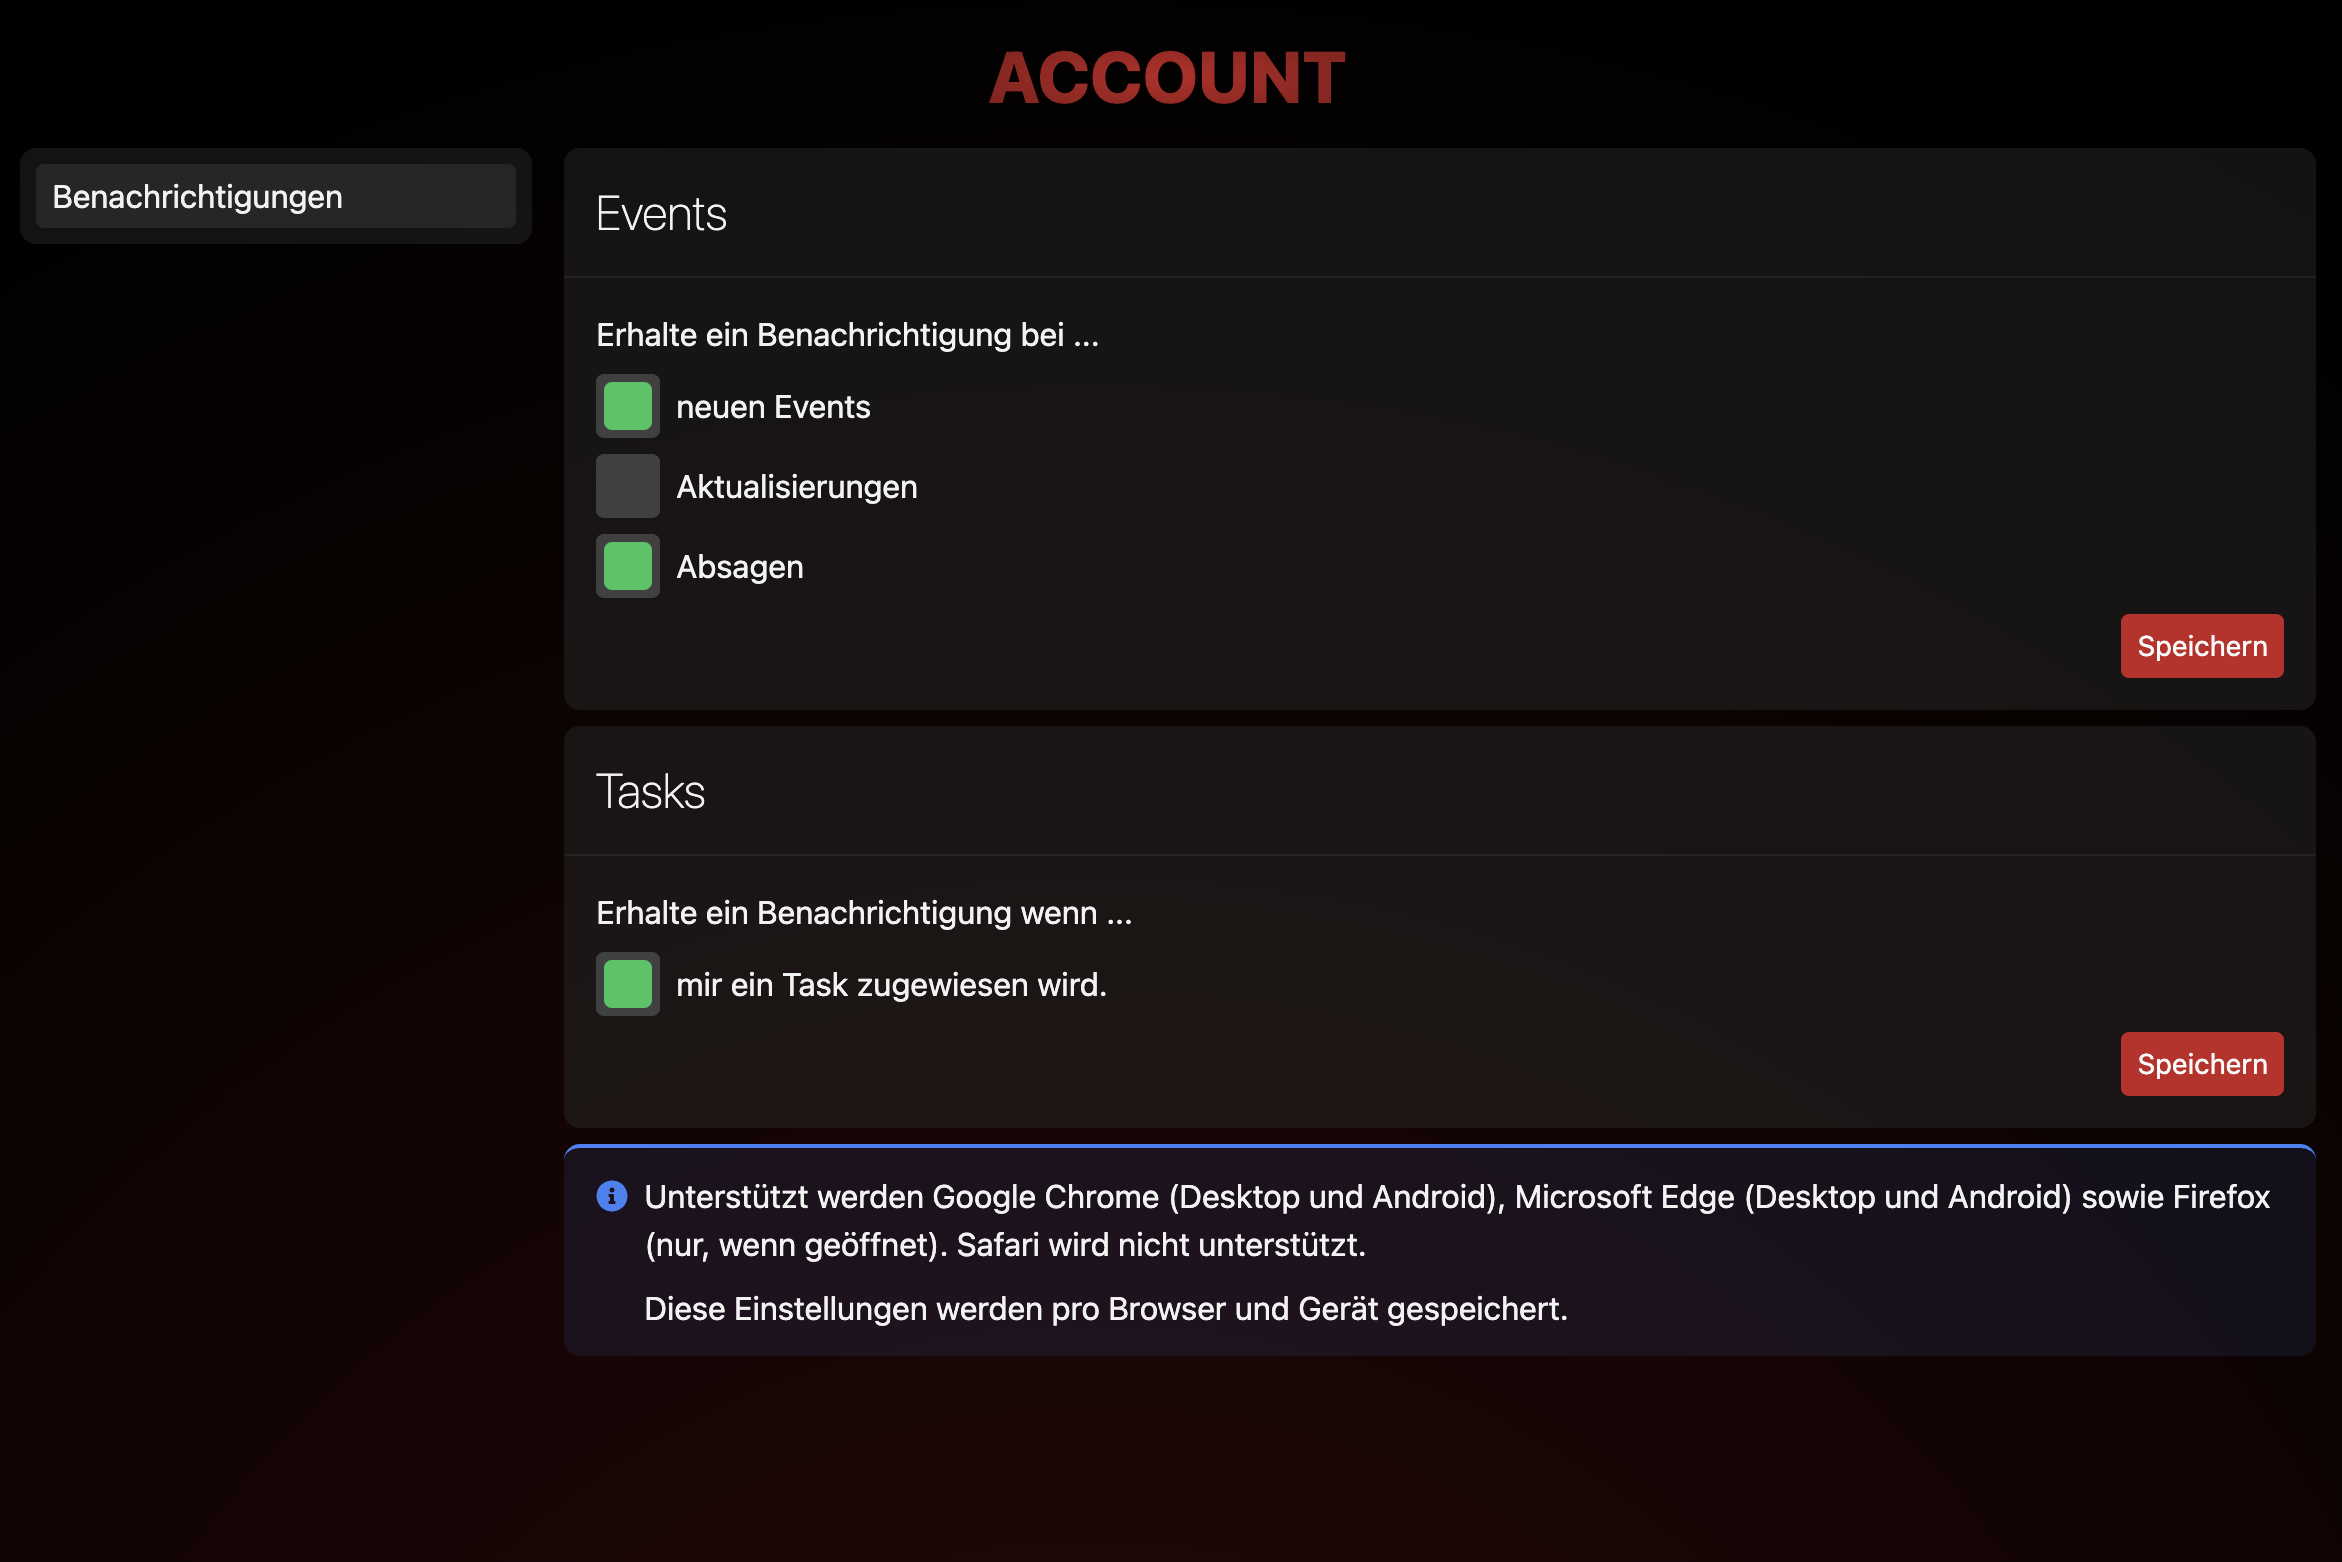 ACCOUNT
Benachrichtigungen
Events
Erhalte ein Benachrichtigung bei ...
neuen Events
Aktualisierungen
Absagen
Speichern
Tasks
Erhalte ein Benachrichtigung wenn ...
mir ein Task zugewiesen wird.
Speichern
Unterstützt werden Google Chrome (Desktop und Android), Microsoft Edge (Desktop und Android) sowie Firefox
(nur, wenn geöffnet). Safari wird nicht unterstützt.
Diese Einstellungen werden pro Browser und Gerät gespeichert.